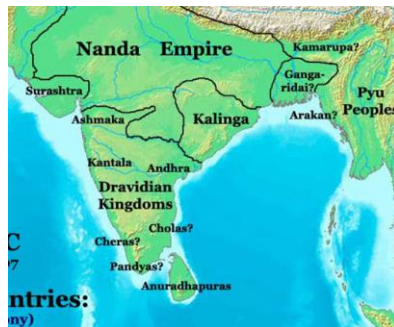 Nanda Empire
Kamarupa?
Ganga-
ridai?
Pyu
Peoples
Surashtra
Ashmaka
Kalinga
Arakan?
Kantala
Andhra
Dravidian
Kingdoms
Cholas?
Cheras?
Pandyas?
Anuradhapuras
C
ntries:
ony)